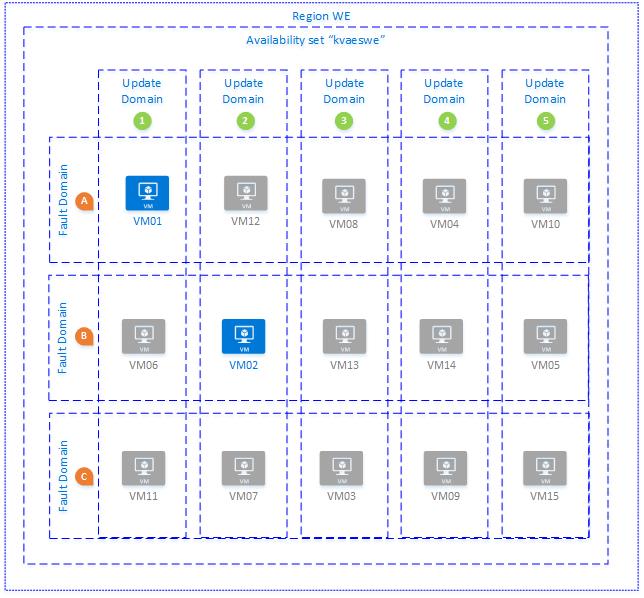 Region WE
Availability set "kvaeswe"
Update
Domain
1
Update
Domain
2
Update
Domain
3
Update
Domain
4
Update
Domain
5
Fault Domain
A
VM
VM01
VM
VM12
VM
VM08
VM
VM04
VM
VM10
Fault Domain
B
VM
VM06
VM
VM02
VM
VM13
VM
VM14
VM
VM05
Fault Domain
C
VM
VM11
VM
VM07
VM
VM03
VM
VM09
VM
VM15